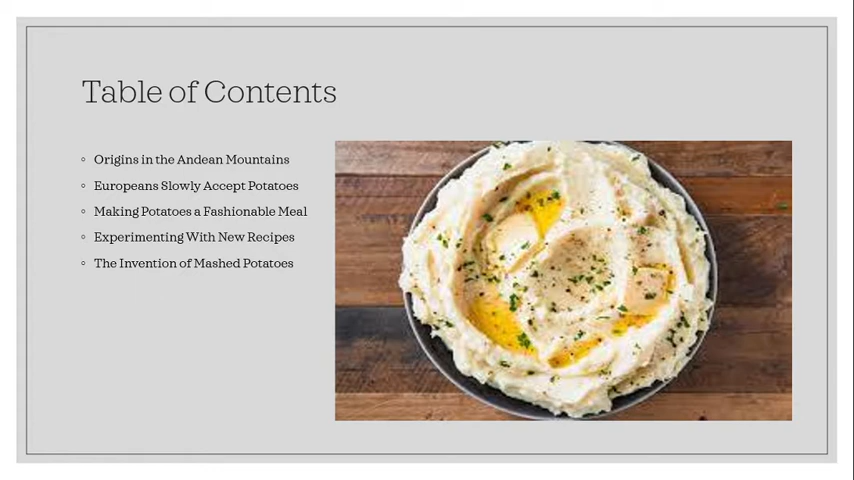 Table of Contents
Origins in the Andean Mountains
Europeans Slowly Accept Potatoes
Making Potatoes a Fashionable Meal
Experimenting With New Recipes
The Invention of Mashed Potatoes